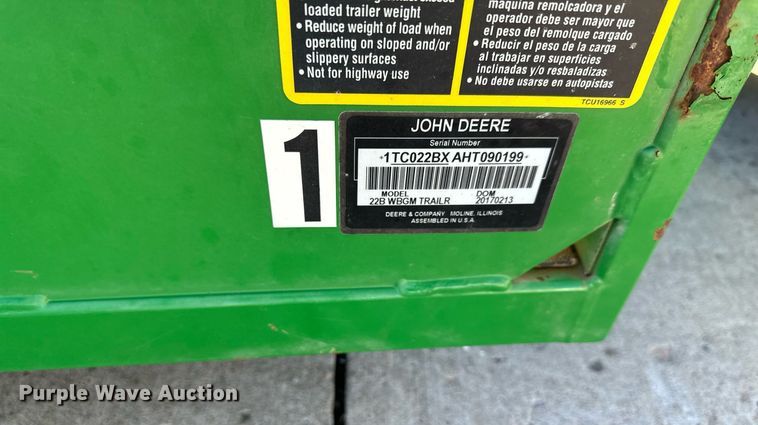 loaded trailer weight
• Reduce weight of load when
operating on sloped and/or
slippery surfaces
• Not for highway use
máquina remolcadora y el
operador debe ser mayor que
el peso del remolque cargado
• Reducir el peso de la carga
al trabajar en superficies
inclinadas y/o resbaladizas
• No debe usarse en autopistas
TCU16966 S
1
JOHN DEERE
Serial Number
*1TC022BX AHT090199*
MODEL DOM
22B WBGM TRAILR 20170213
DEERE & COMPANY MOLINE, ILLINOIS
ASSEMBLED IN U.S.A.
Purple Wave Auction®